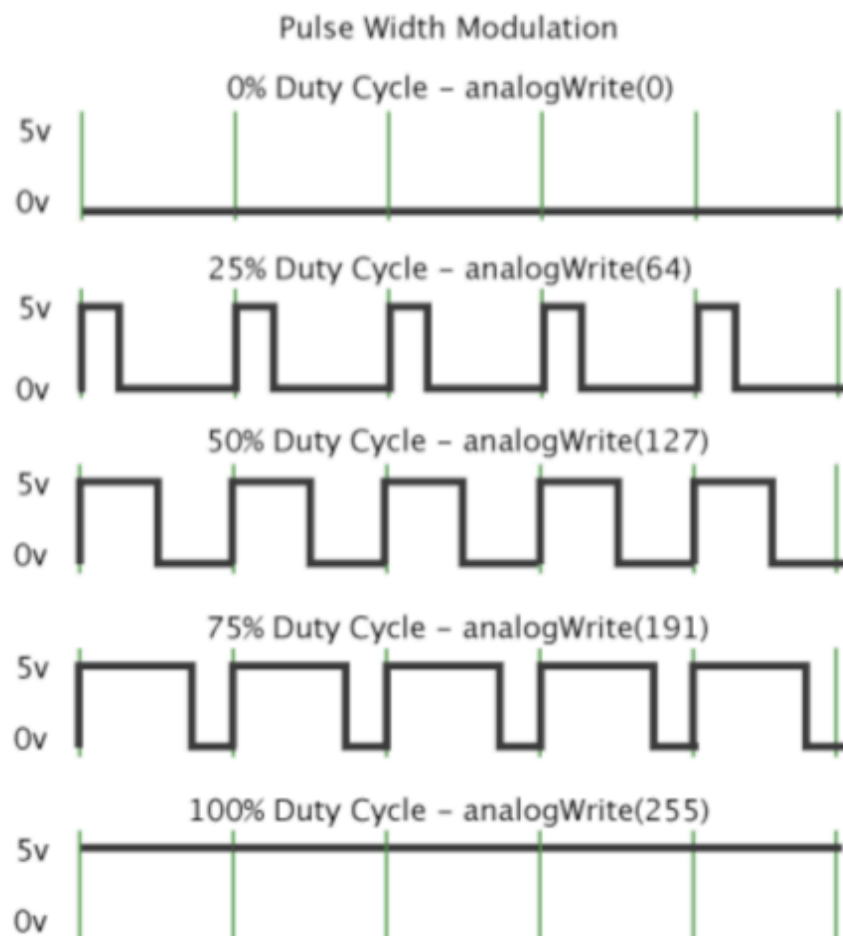 Pulse Width Modulation
0% Duty Cycle – analogWrite(0)
5v
0v
25% Duty Cycle – analogWrite(64)
5v
0v
50% Duty Cycle – analogWrite(127)
5v
0v
75% Duty Cycle – analogWrite(191)
5v
0v
100% Duty Cycle – analogWrite(255)
5v
0v